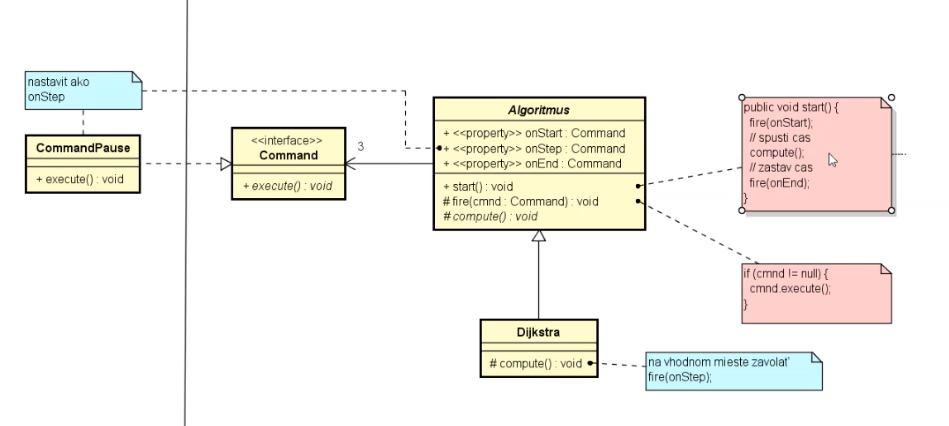 nastavit ako
onStep
CommandPause
+ execute() : void
<<interface>>
Command
+ execute() : void
3
Algoritmus
+ <<property>> onStart : Command
+ <<property>> onStep : Command
+ <<property>> onEnd : Command
+ start() : void
# fire(cmnd : Command) : void
# compute() : void
public void start() {
fire(onStart);
// spusti cas
compute();
// zastav cas
fire(onEnd);
}
if (cmnd != null) {
cmnd.execute();
}
Dijkstra
# compute() : void
na vhodnom mieste zavolať
fire(onStep);